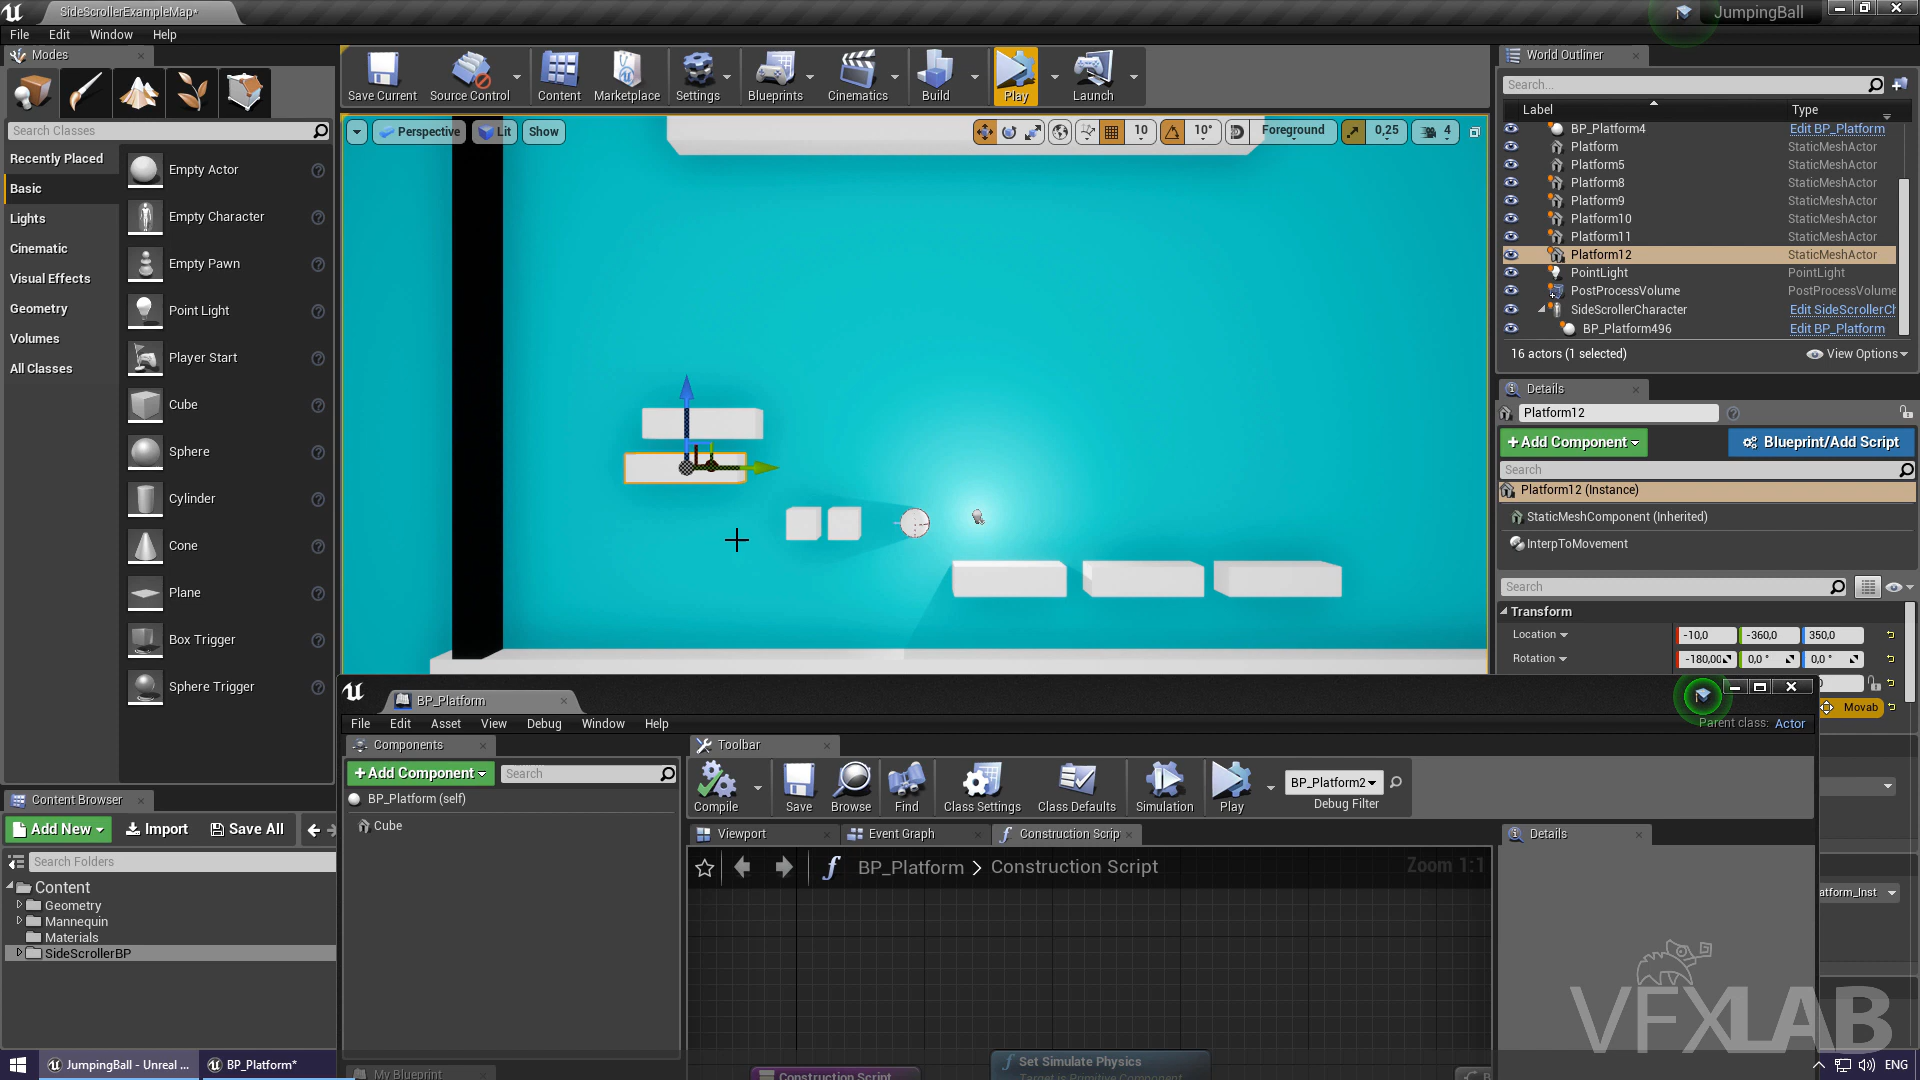 SideScrollerExampleMap*
JumpingBall
File Edit Window Help
Modes
Search Classes
Recently Placed
Basic
Lights
Cinematic
Visual Effects
Geometry
Volumes
All Classes
Empty Actor
Empty Character
Empty Pawn
Point Light
Player Start
Cube
Sphere
Cylinder
Cone
Plane
Box Trigger
Sphere Trigger
Save Current Source Control Content Marketplace Settings Blueprints Cinematics Build Play Launch
Perspective Lit Show
10 10° Foreground 0,25 4
World Outliner
Search...
Label Type
BP_Platform4 Edit BP_Platform
Platform StaticMeshActor
Platform5 StaticMeshActor
Platform8 StaticMeshActor
Platform9 StaticMeshActor
Platform10 StaticMeshActor
Platform11 StaticMeshActor
Platform12 StaticMeshActor
PointLight PointLight
PostProcessVolume PostProcessVolume
SideScrollerCharacter Edit SideScrollerCh
BP_Platform496 Edit BP_Platform
16 actors (1 selected) View Options
Details
Platform12
+Add Component Blueprint/Add Script
Search
Platform12 (Instance)
StaticMeshComponent (Inherited)
InterpToMovement
Search
Transform
Location -10,0 -360,0 350,0
Rotation -180,00 0,0 ° 0,0 °
Movab
atform_Inst
Content Browser
Add New Import Save All
Search Folders
Content
Geometry
Mannequin
Materials
SideScrollerBP
BP_Platform
File Edit Asset View Debug Window Help
Parent class: Actor
Components
+Add Component Search
BP_Platform (self)
Cube
My Blueprint
Toolbar
Compile Save Browse Find Class Settings Class Defaults Simulation Play
BP_Platform2
Debug Filter
Viewport Event Graph Construction Scrip
BP_Platform > Construction Script
Zoom 1:1
Set Simulate Physics
Target is Primitive Component
Construction Script
Details
VFXLAB
JumpingBall - Unreal ... BP_Platform*
ENG